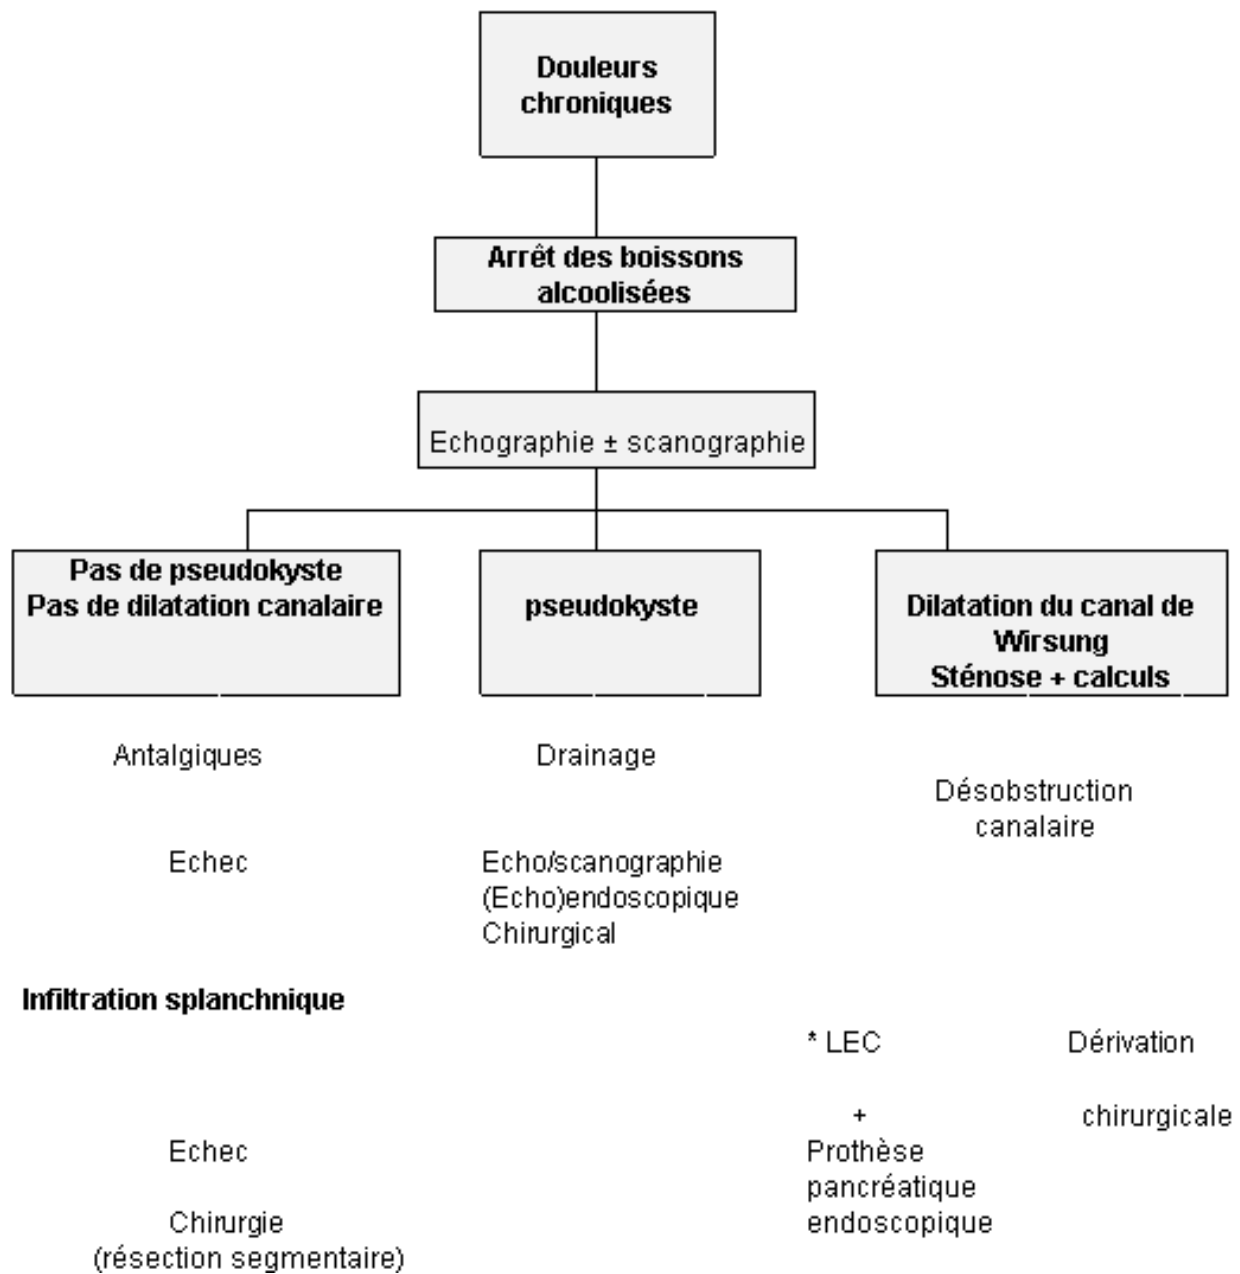 Douleurs
chroniques
Arrêt des boissons
alcoolisées
Echographie ± scanographie
Pas de pseudokyste
Pas de dilatation canalaire
pseudokyste
Dilatation du canal de
Wirsung
Sténose + calculs
Antalgiques
Drainage
Désobstruction
canalaire
Echec
Echo/scanographie
(Echo)endoscopique
Chirurgical
Infiltration splanchnique
* LEC
Dérivation
+
chirurgicale
Echec
Prothèse
pancréatique
endoscopique
Chirurgie
(résection segmentaire)